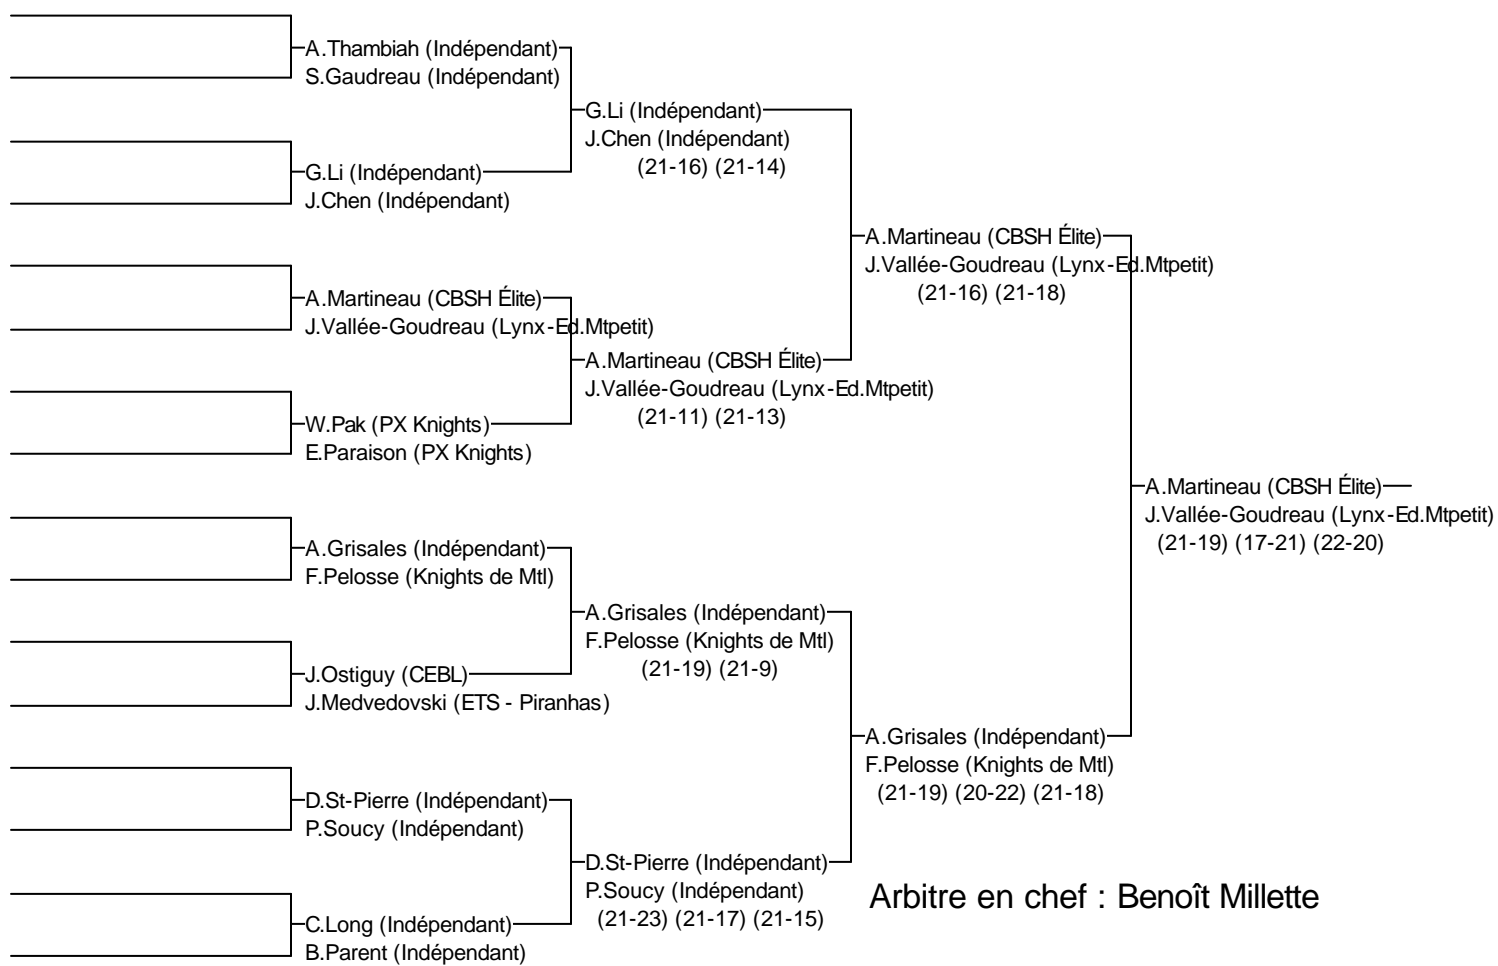 A.Thambiah (Indépendant)
S.Gaudreau (Indépendant)
G.Li (Indépendant)
J.Chen (Indépendant)
(21-16) (21-14)
G.Li (Indépendant)
J.Chen (Indépendant)
A.Martineau (CBSH Élite)
J.Vallée-Goudreau (Lynx-Ed.Mtpetit)
(21-16) (21-18)
A.Martineau (CBSH Élite)
J.Vallée-Goudreau (Lynx-Ed.Mtpetit)
A.Martineau (CBSH Élite)
J.Vallée-Goudreau (Lynx-Ed.Mtpetit)
(21-11) (21-13)
W.Pak (PX Knights)
E.Paraison (PX Knights)
A.Martineau (CBSH Élite)
J.Vallée-Goudreau (Lynx-Ed.Mtpetit)
(21-19) (17-21) (22-20)
A.Grisales (Indépendant)
F.Pelosse (Knights de Mtl)
A.Grisales (Indépendant)
F.Pelosse (Knights de Mtl)
(21-19) (21-9)
J.Ostiguy (CEBL)
J.Medvedovski (ETS - Piranhas)
A.Grisales (Indépendant)
F.Pelosse (Knights de Mtl)
(21-19) (20-22) (21-18)
D.St-Pierre (Indépendant)
P.Soucy (Indépendant)
D.St-Pierre (Indépendant)
P.Soucy (Indépendant)
(21-23) (21-17) (21-15)
Arbitre en chef : Benoît Millette
C.Long (Indépendant)
B.Parent (Indépendant)